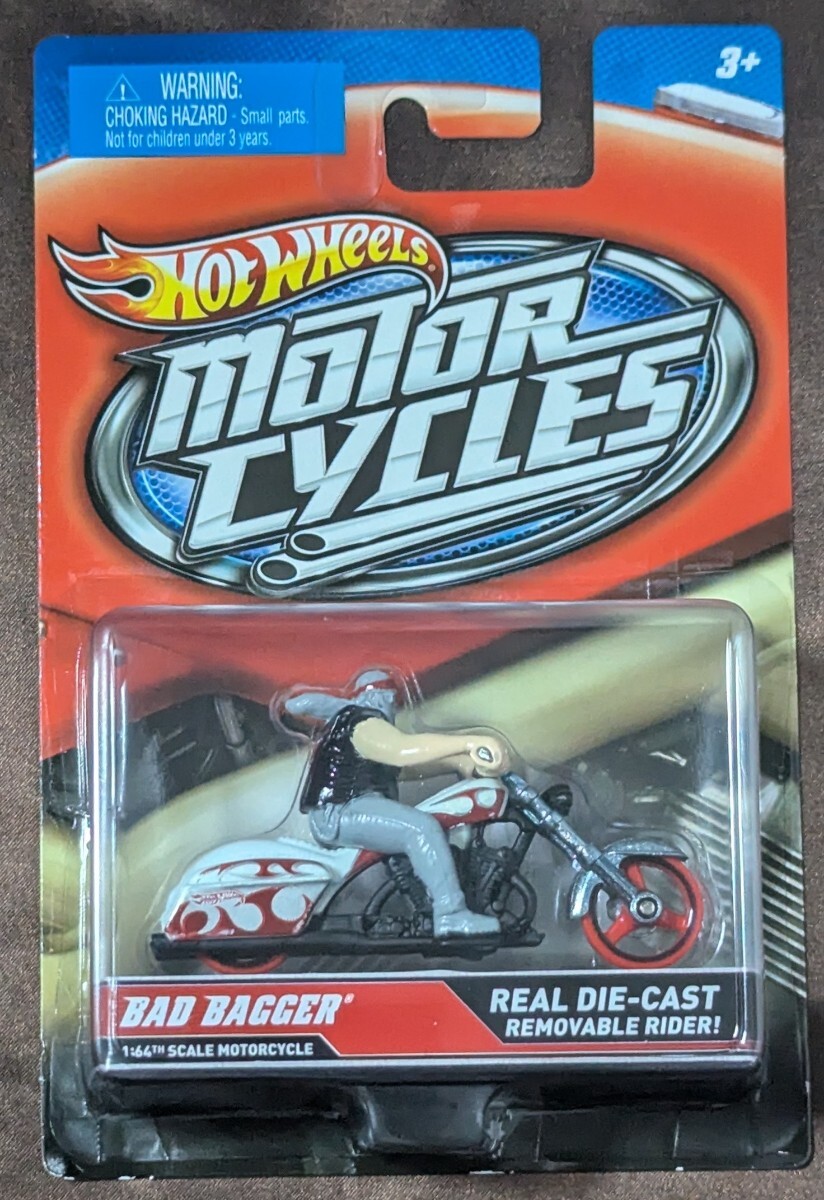 3+
⚠ WARNING:
CHOKING HAZARD - Small parts.
Not for children under 3 years.
HOT WHEELS®
MOTOR
CYCLES
BAD BAGGER®
1:64TH SCALE MOTORCYCLE
REAL DIE-CAST
REMOVABLE RIDER!